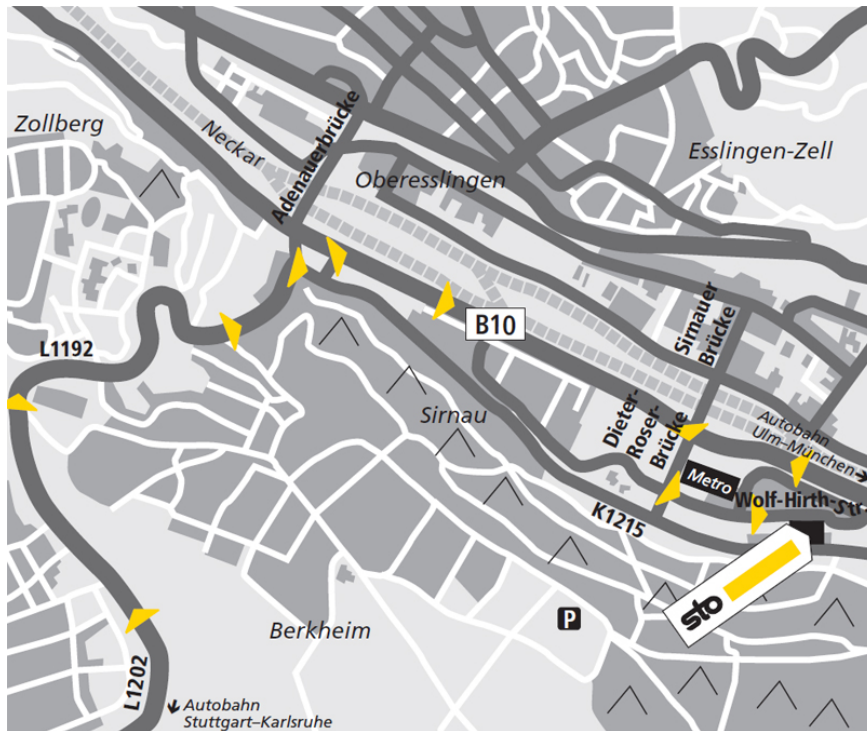 Zollberg
Neckar
Adenauerbrücke
Oberesslingen
Esslingen-Zell
B10
L1192
Sirnauer
Brücke
Sirnau
Dieter-
Roser-
Brücke
Autobahn
Ulm–München
Metro
Wolf-Hirth-Str.
K1215
sto
P
Berkheim
L1202
Autobahn
Stuttgart–Karlsruhe